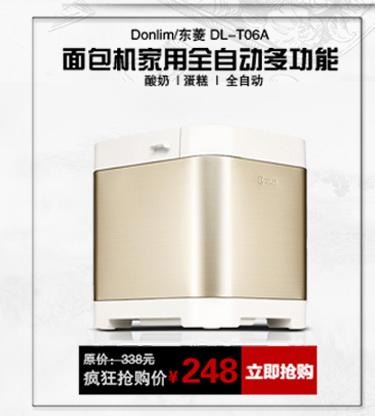 Donlim/东菱 DL-T06A
面包机家用全自动多功能
酸奶 | 蛋糕 | 全自动
原价：338元
疯狂抢购价¥248 立即抢购